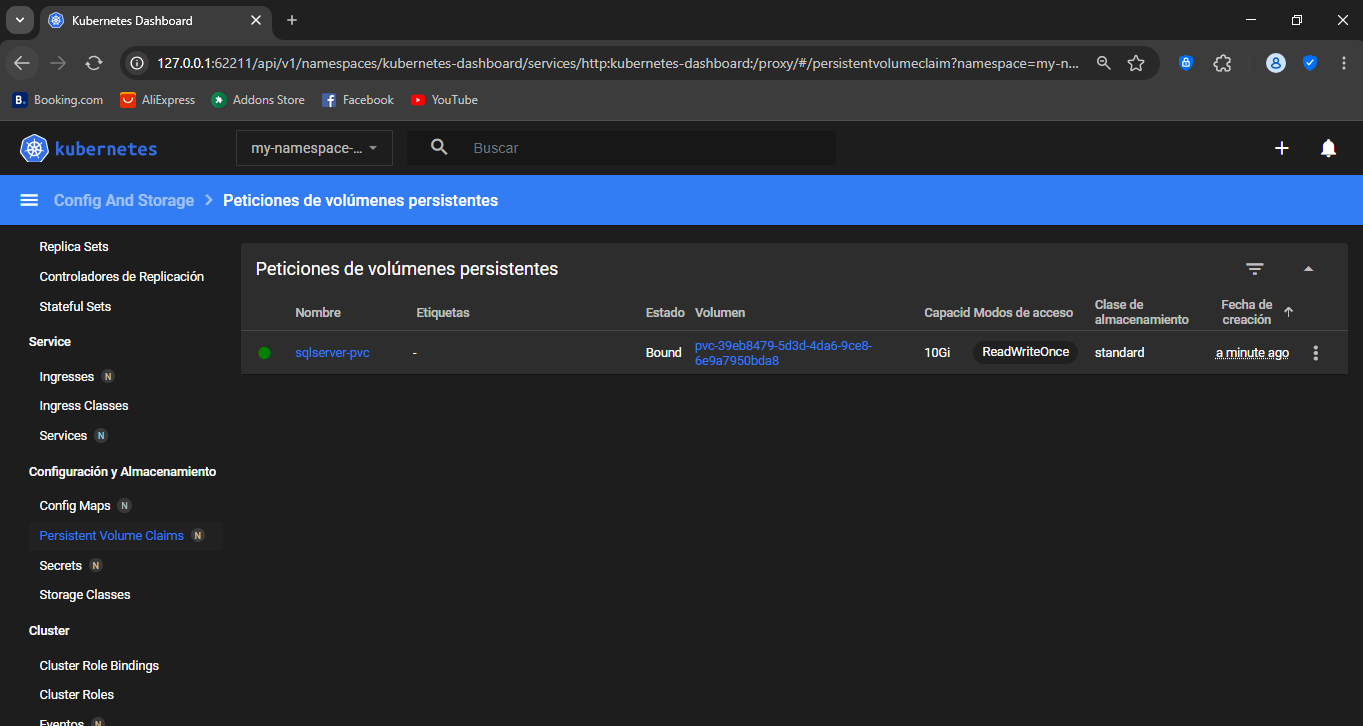 Kubernetes Dashboard
127.0.0.1:62211/api/v1/namespaces/kubernetes-dashboard/services/http:kubernetes-dashboard:/proxy/#/persistentvolumeclaim?namespace=my-n...
B. Booking.com AliExpress Addons Store Facebook YouTube
kubernetes my-namespace-... Buscar
Config And Storage > Peticiones de volúmenes persistentes
Replica Sets
Controladores de Replicación
Stateful Sets
Service
Ingresses N
Ingress Classes
Services N
Configuración y Almacenamiento
Config Maps N
Persistent Volume Claims N
Secrets N
Storage Classes
Cluster
Cluster Role Bindings
Cluster Roles
Eventos N
Peticiones de volúmenes persistentes
Nombre Etiquetas Estado Volumen Capacid Modos de acceso Clase de almacenamiento Fecha de creación
sqlserver-pvc - Bound pvc-39eb8479-5d3d-4da6-9ce8-
6e9a7950bda8 10Gi ReadWriteOnce standard a minute ago